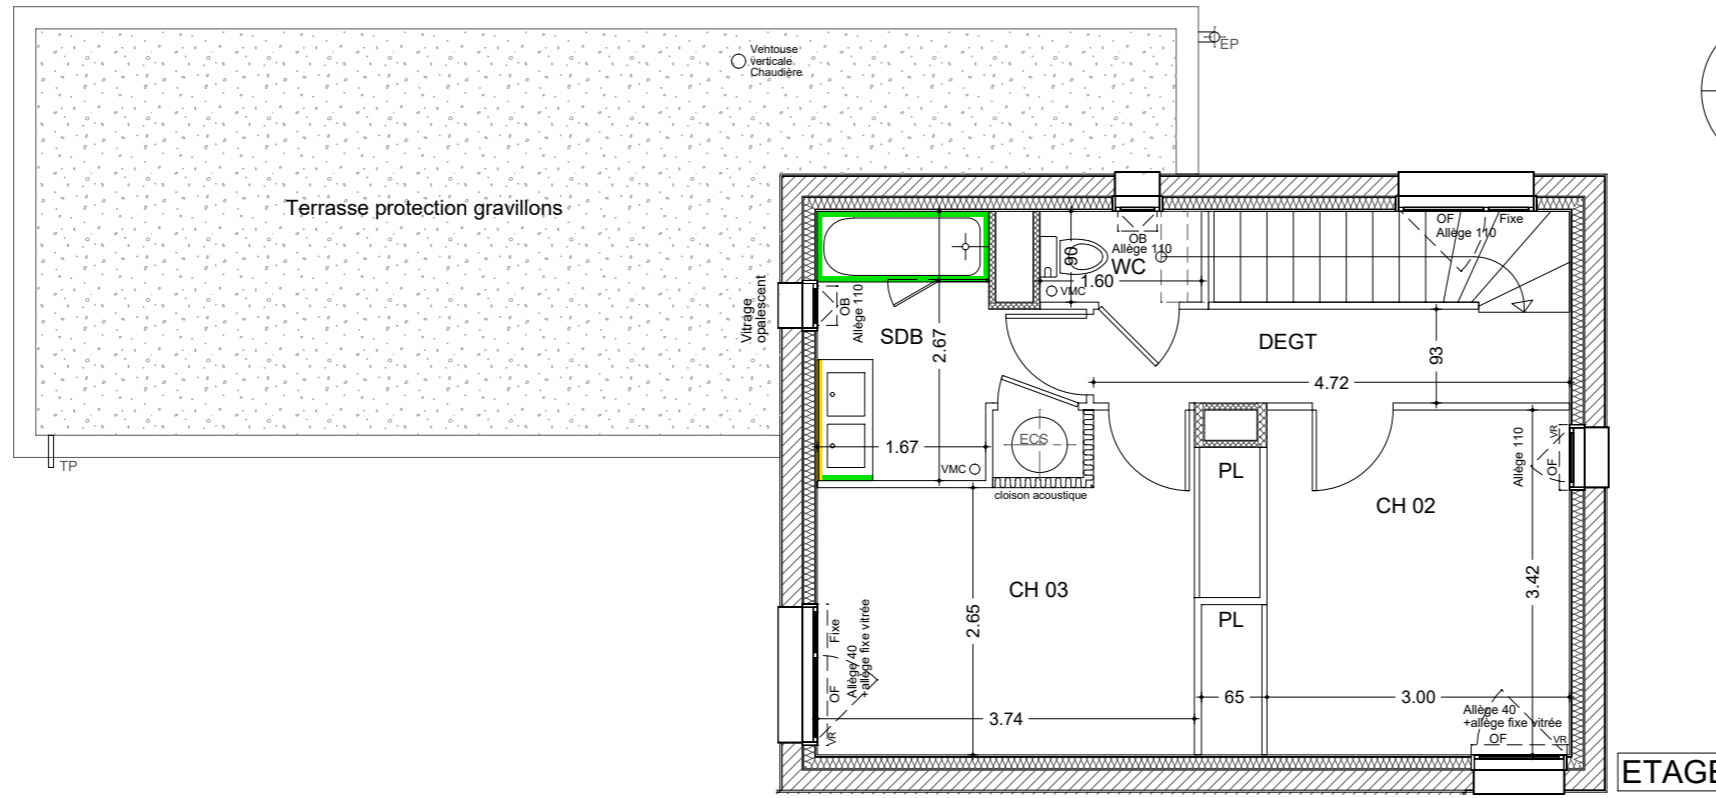 Ventouse
verticale
Chaudière
EP
Terrasse protection gravillons
TP
Vitrage
opalescent
OB
Allège 110
SDB
2.67
1.67
VMC
ECS
cloison acoustique
OB
Allège 110
WC
90
1.60
VMC
OF
Fixe
Allège 110
DEGT
93
4.72
PL
CH 02
Allège 110
OF
VR
3.42
CH 03
2.65
PL
Fixe
OF
Allège 40
+allège fixe vitrée
VR
3.74
65
3.00
Allège 40
+allège fixe vitrée
OF
VR
ETAGE